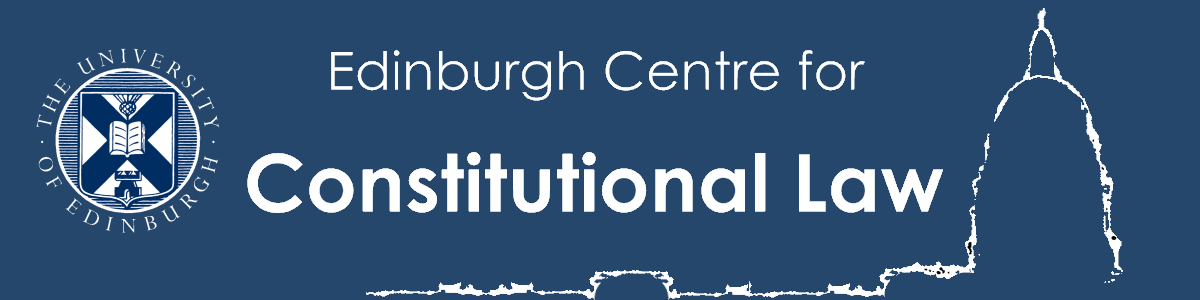 THE UNIVERSITY
· OF EDINBURGH ·
Edinburgh Centre for
Constitutional Law